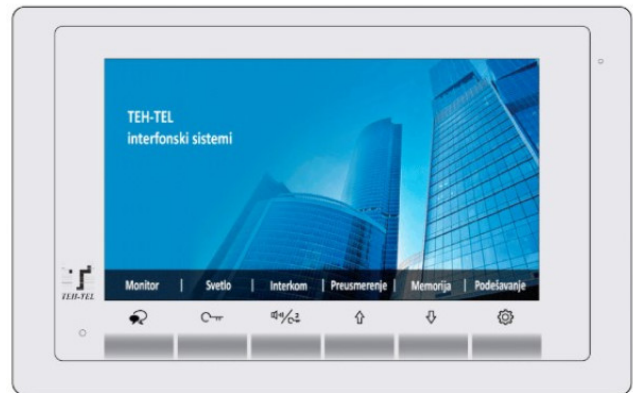 TEH-TEL
interfonski sistemi
TEH-TEL
Monitor | Svetlo | Interkom | Preusmerenje | Memorija | Podešavanje